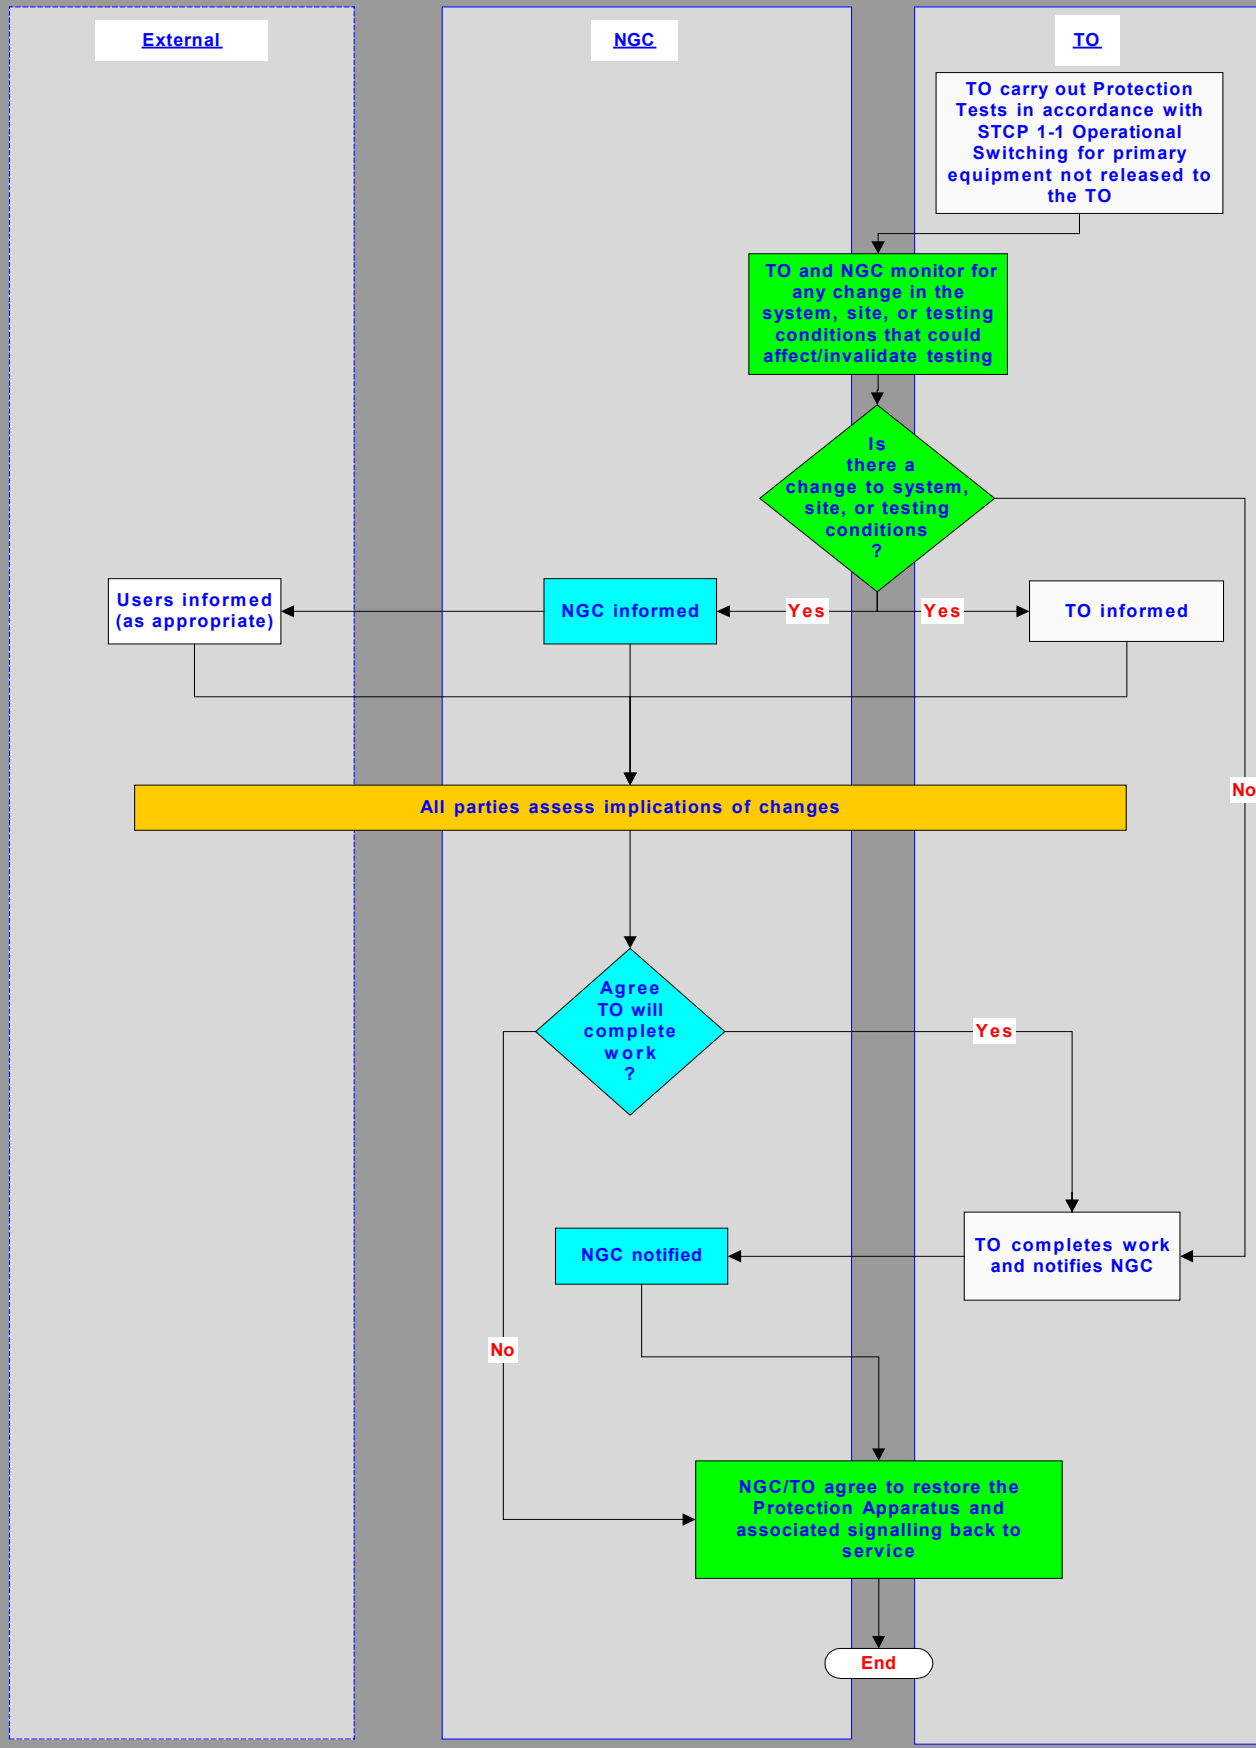 External
NGC
TO
TO carry out Protection
Tests in accordance with
STCP 1-1 Operational
Switching for primary
equipment not released to
the TO
TO and NGC monitor for
any change in the
system, site, or testing
conditions that could
affect/invalidate testing
Is
there a
change to system,
site, or testing
conditions
?
Users informed
(as appropriate)
NGC informed
Yes
Yes
TO informed
No
All parties assess implications of changes
Agree
TO will
complete
work
?
Yes
NGC notified
TO completes work
and notifies NGC
No
NGC/TO agree to restore the
Protection Apparatus and
associated signalling back to
service
End